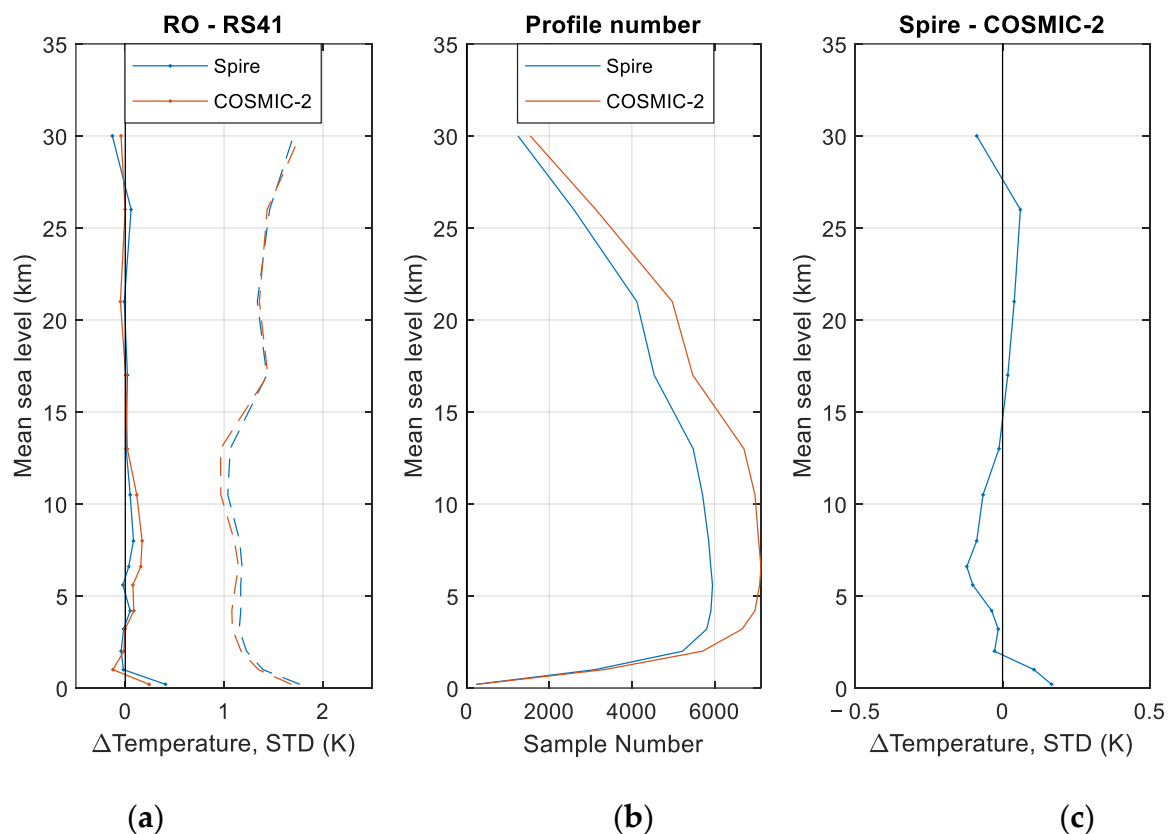 RO - RS41
35
30
25
20
15
10
5
0
Mean sea level (km)
Spire
COSMIC-2
0
1
2
ΔTemperature, STD (K)
(a)
Profile number
35
30
25
20
15
10
5
0
Mean sea level (km)
Spire
COSMIC-2
0
2000
4000
6000
Sample Number
(b)
Spire - COSMIC-2
35
30
25
20
15
10
5
0
Mean sea level (km)
−0.5
0
0.5
ΔTemperature, STD (K)
(c)